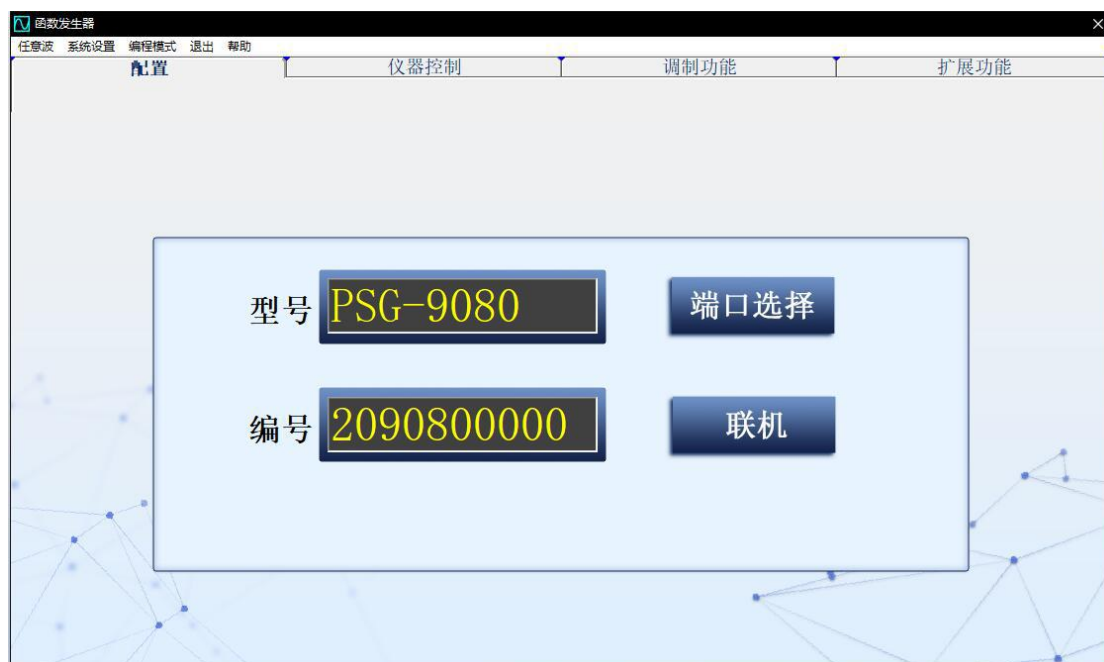 函数发生器
任意波 系统设置 编程模式 退出 帮助
配置 仪器控制 调制功能 扩展功能
型号 PSG-9080 端口选择
编号 2090800000 联机